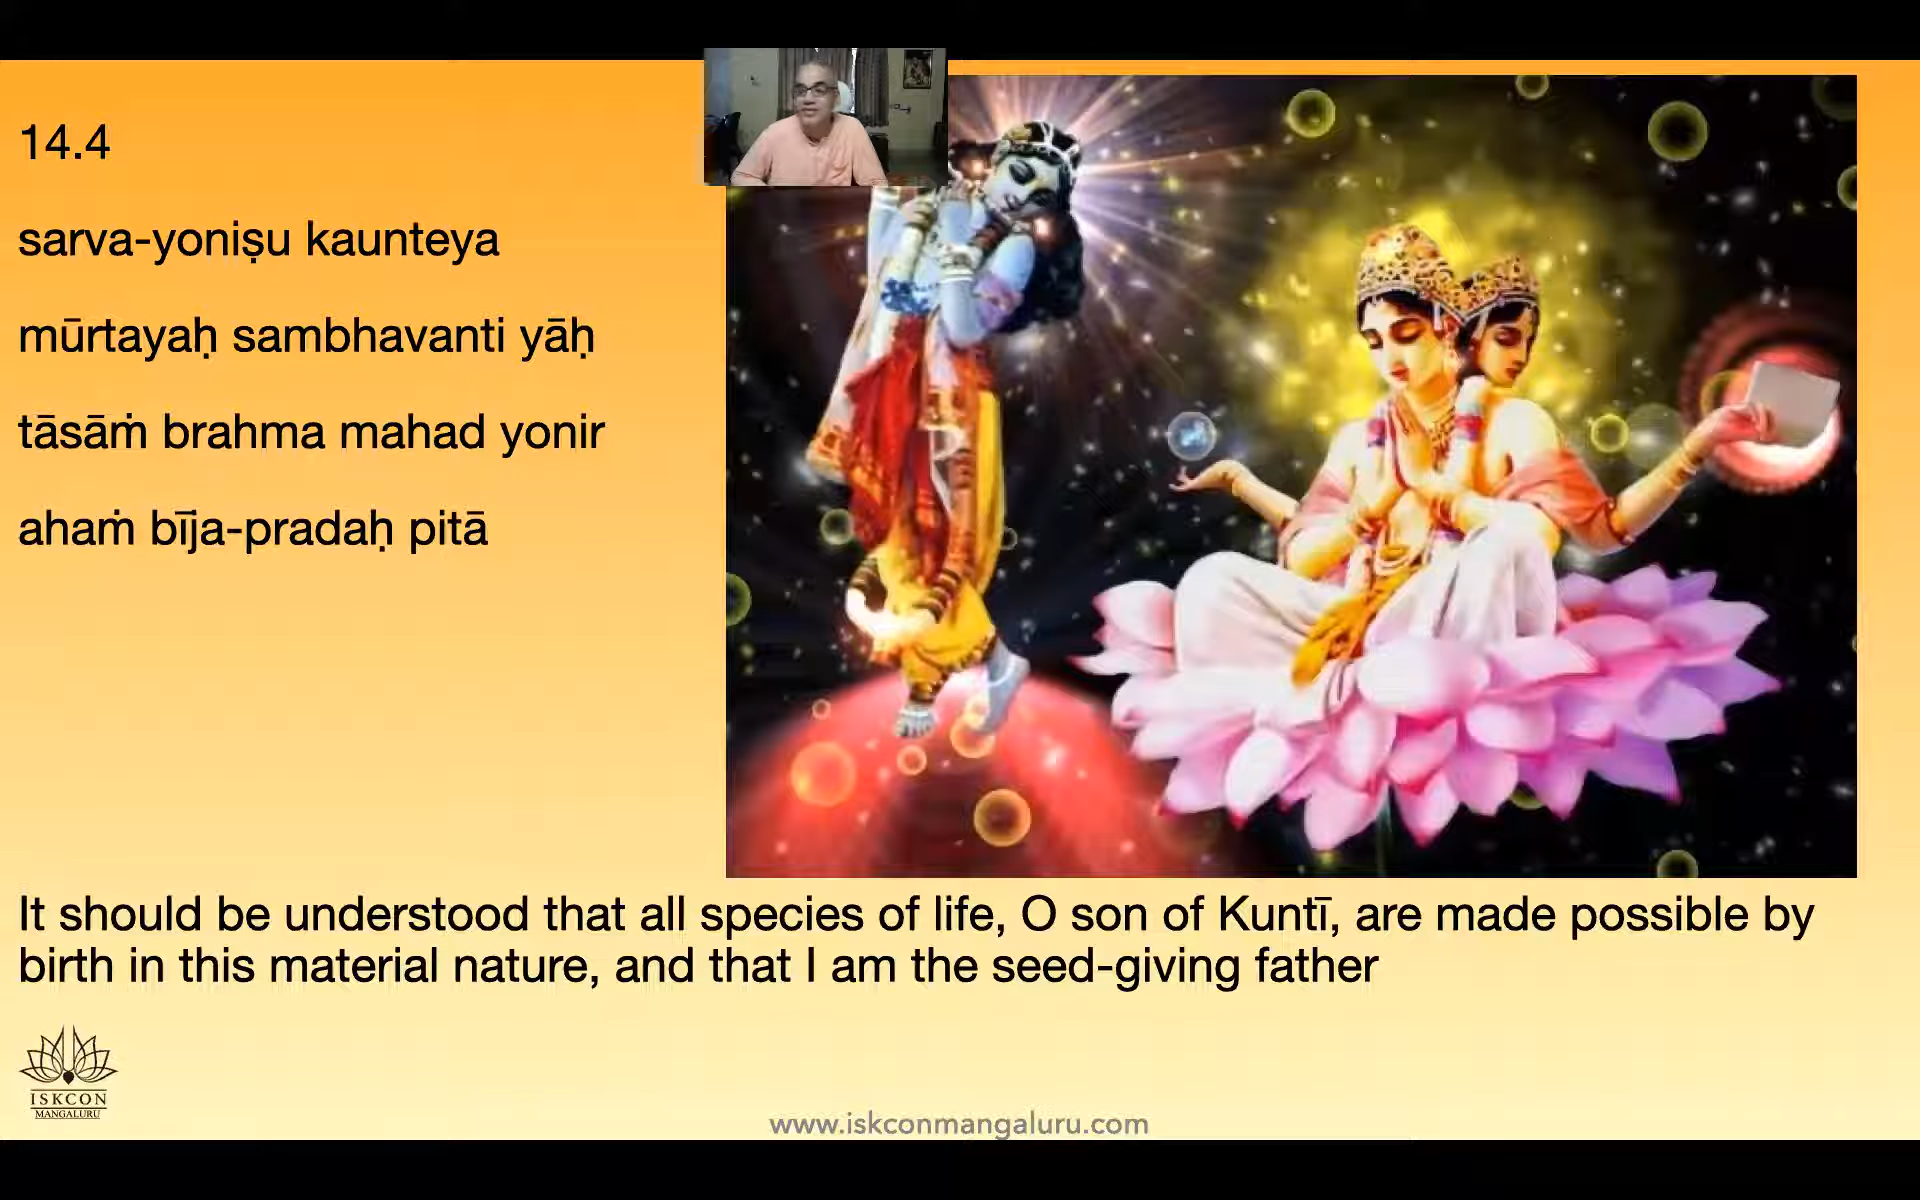 14.4
sarva-yoniṣu kaunteya
mūrtayaḥ sambhavanti yāḥ
tāsāṁ brahma mahad yonir
ahaṁ bīja-pradaḥ pitā
It should be understood that all species of life, O son of Kuntī, are made possible by
birth in this material nature, and that I am the seed-giving father
ISKCON
MANGALURU
www.iskconmangaluru.com